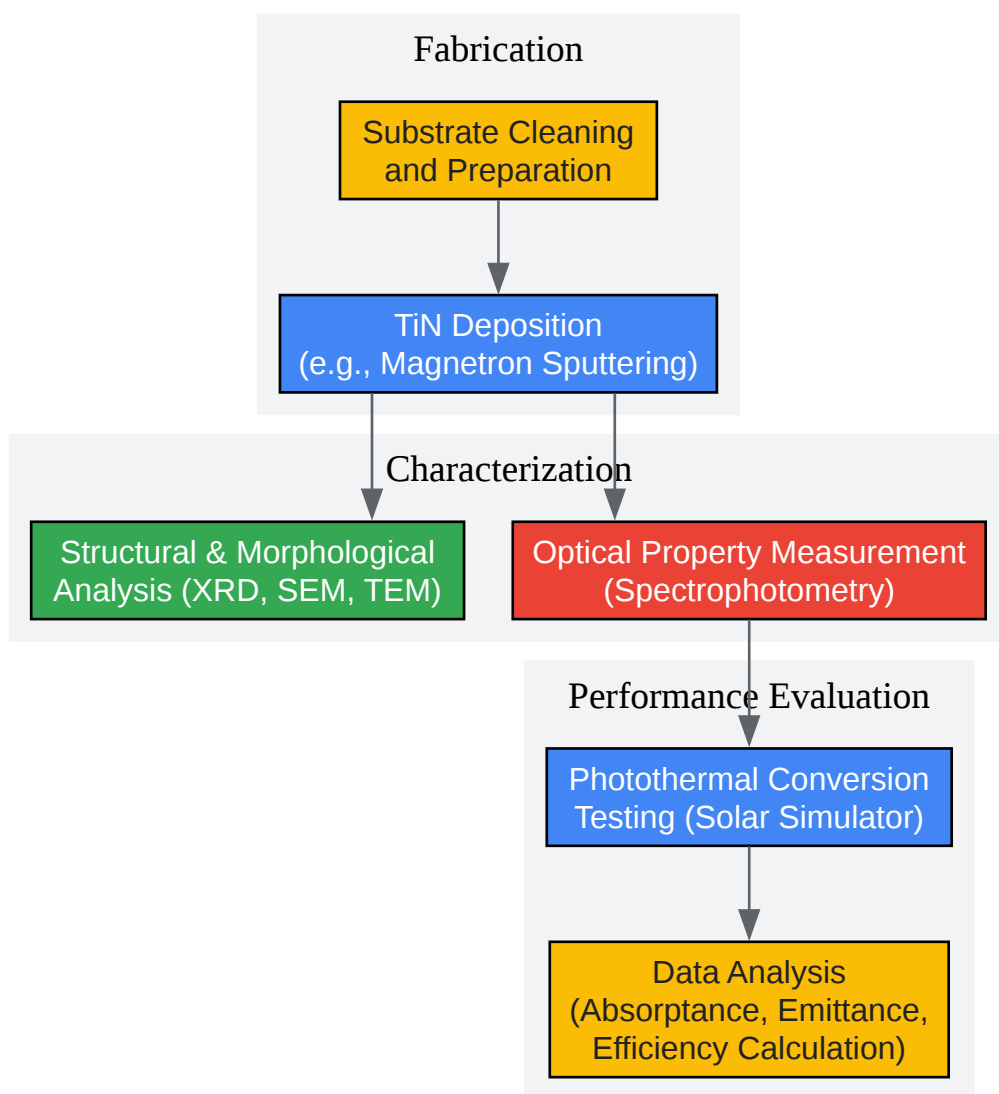 Fabrication
Substrate Cleaning
and Preparation
TiN Deposition
(e.g., Magnetron Sputtering)
Characterization
Structural & Morphological
Analysis (XRD, SEM, TEM)
Optical Property Measurement
(Spectrophotometry)
Performance Evaluation
Photothermal Conversion
Testing (Solar Simulator)
Data Analysis
(Absorptance, Emittance,
Efficiency Calculation)